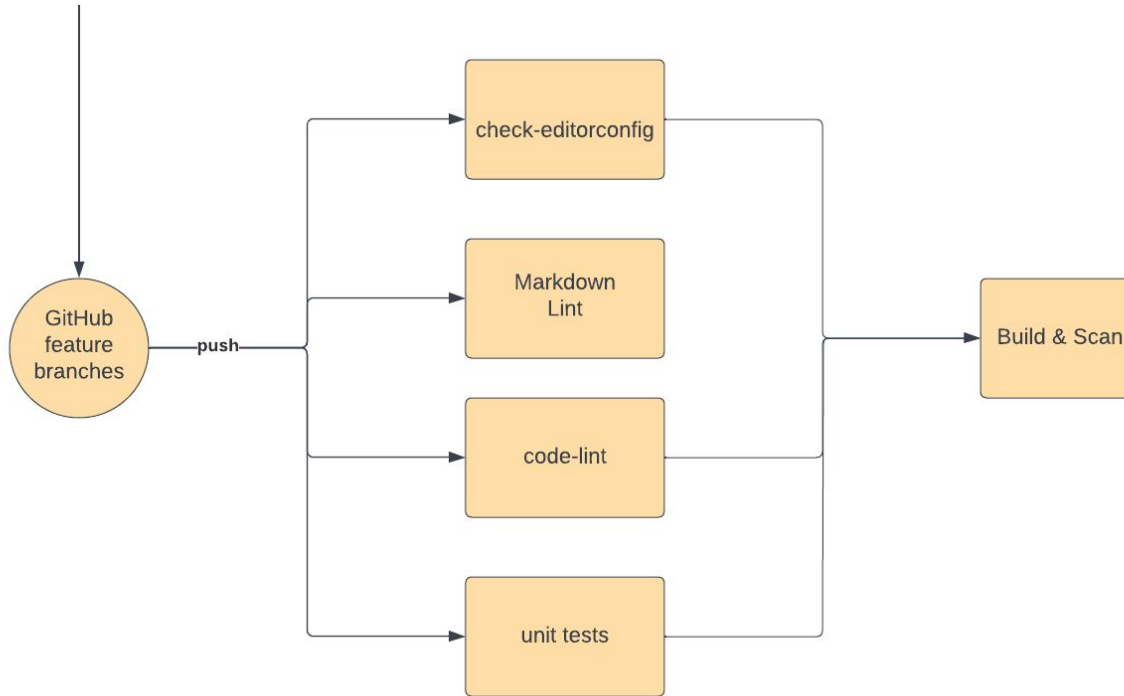 check-editorconfig
Markdown
Lint
GitHub
feature
branches
push
Build & Scan
code-lint
unit tests